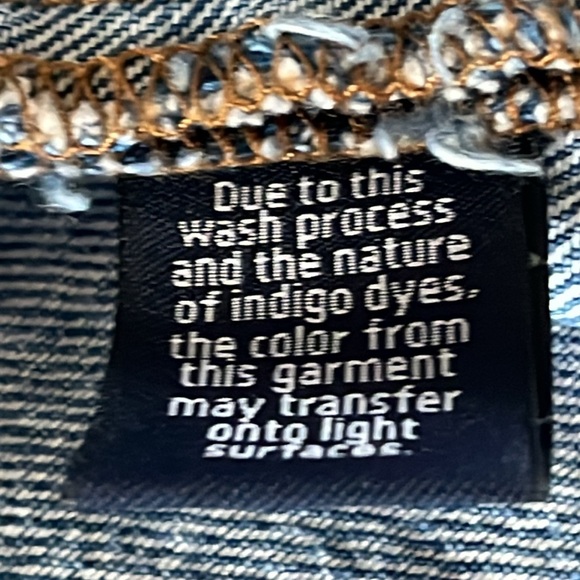 Due to this
wash process
and the nature
of indigo dyes,
the color from
this garment
may transfer
onto light
surfaces.